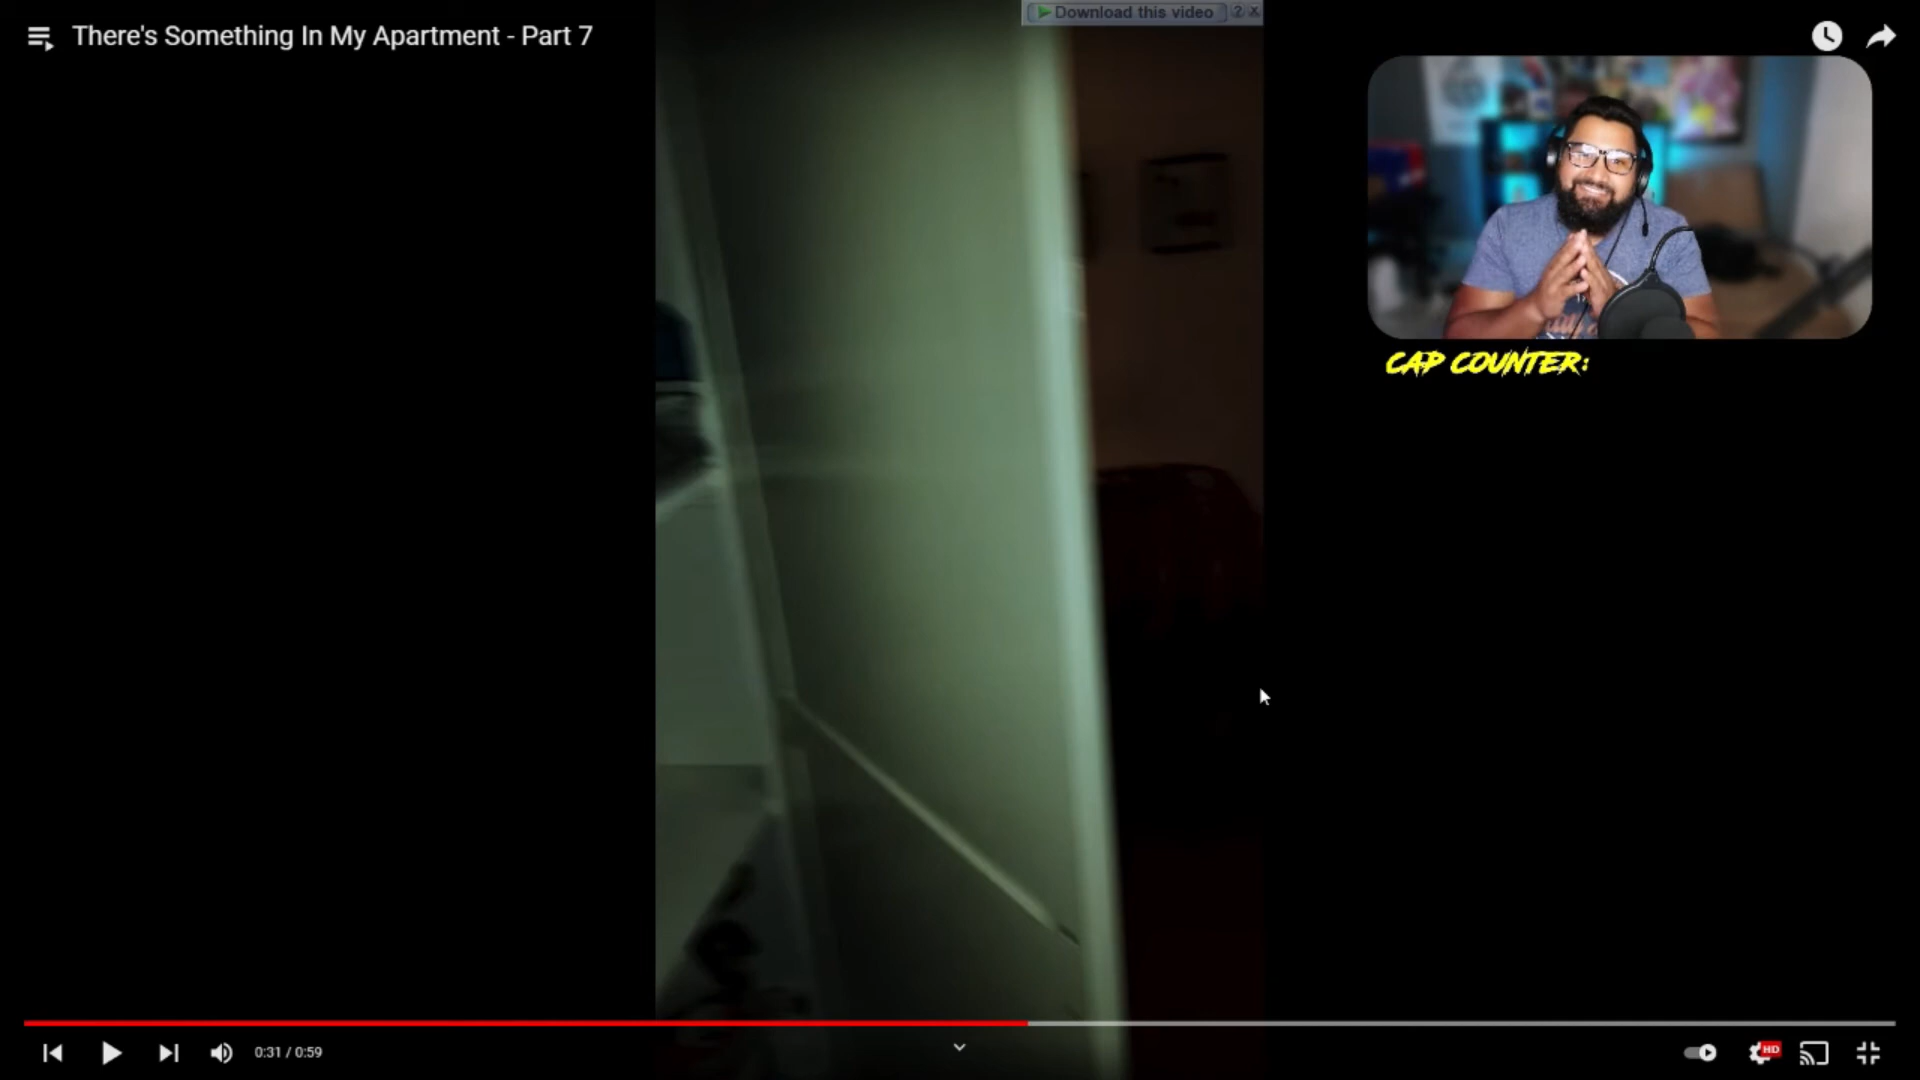 There's Something In My Apartment - Part 7
Download this video ? X
CAP COUNTER:
0:31 / 0:59
HD